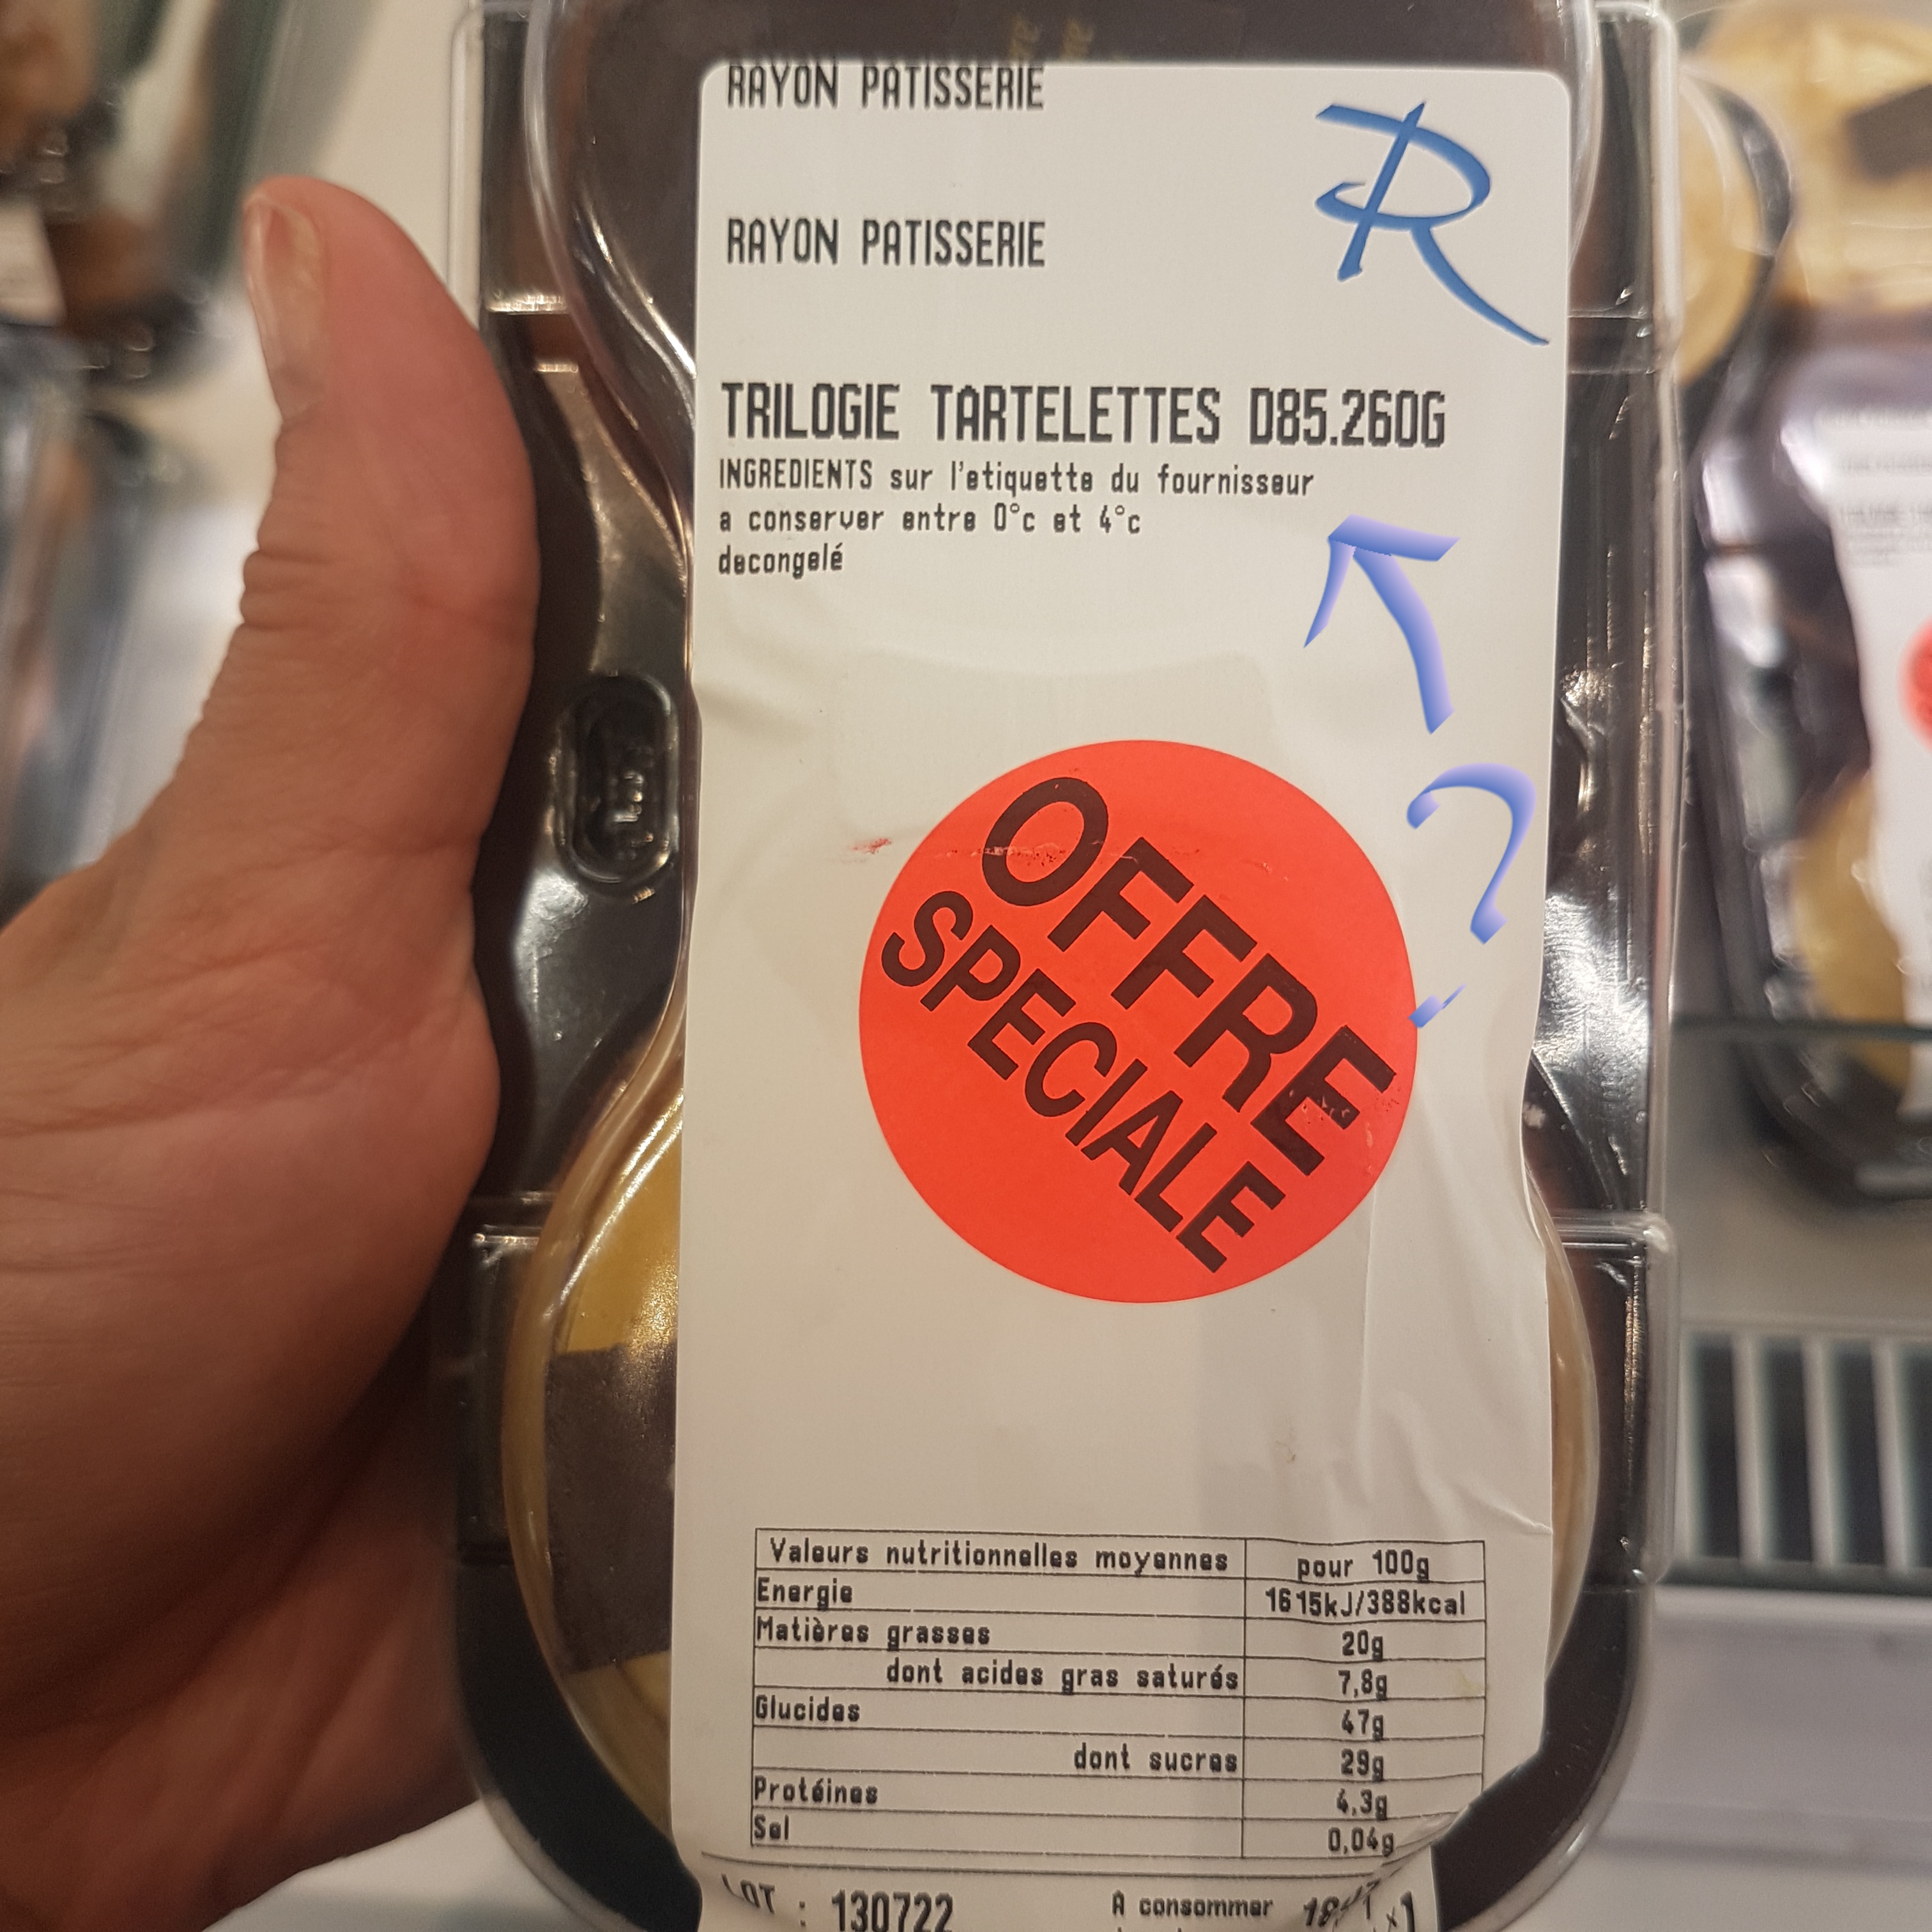 RAYON PATISSERIE
R
RAYON PATISSERIE
TRILOGIE TARTELETTES D85.260G
INGREDIENTS sur l'etiquette du fournisseur
a conserver entre 0°c et 4°c
decongelé
?
OFFRE
SPECIALE
Valeurs nutritionnelles moyennes pour 100g
Energie 1615kJ/388kcal
Matières grasses 20g
dont acides gras saturés 7,8g
Glucides 47g
dont sucres 29g
Protéines 4,3g
Sel 0,04g
LOT : 130722 A consommer